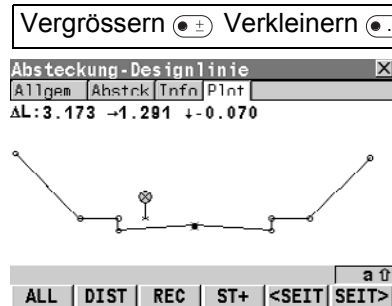 Vergrössern ± Verkleinern .
Absteckung-Designlinie X
Allgem Abstck Info Plot
ΔL:3.173 →1.291 ↓-0.070
a ⇧
ALL DIST REC ST+ <SEIT SEIT>